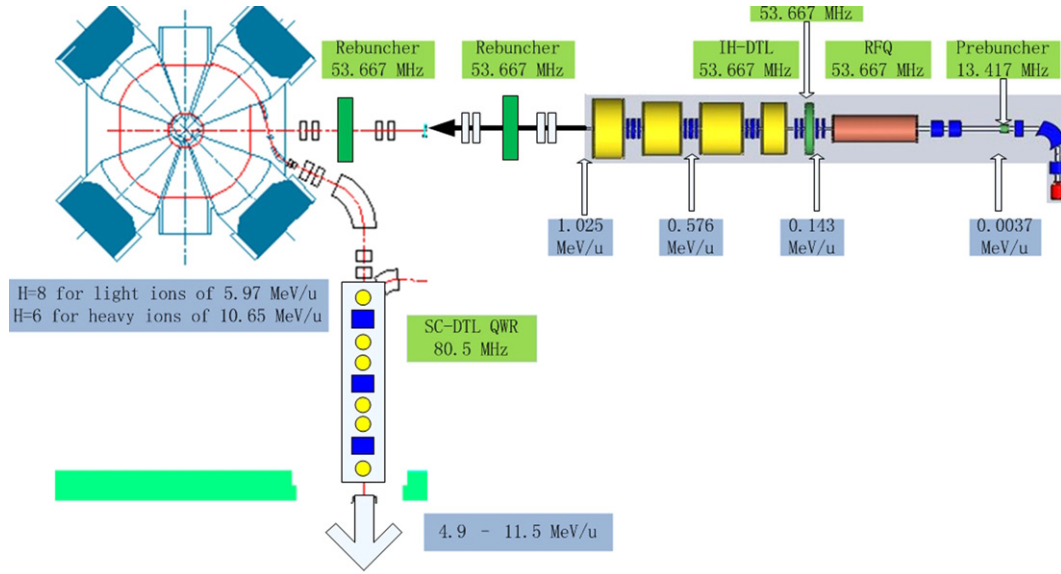 53.667 MHz
Rebuncher
53.667 MHz
Rebuncher
53.667 MHz
IH-DTL
53.667 MHz
RFQ
53.667 MHz
Prebuncher
13.417 MHz
1.025
MeV/u
0.576
MeV/u
0.143
MeV/u
0.0037
MeV/u
H=8 for light ions of 5.97 MeV/u
H=6 for heavy ions of 10.65 MeV/u
SC-DTL QWR
80.5 MHz
4.9 - 11.5 MeV/u